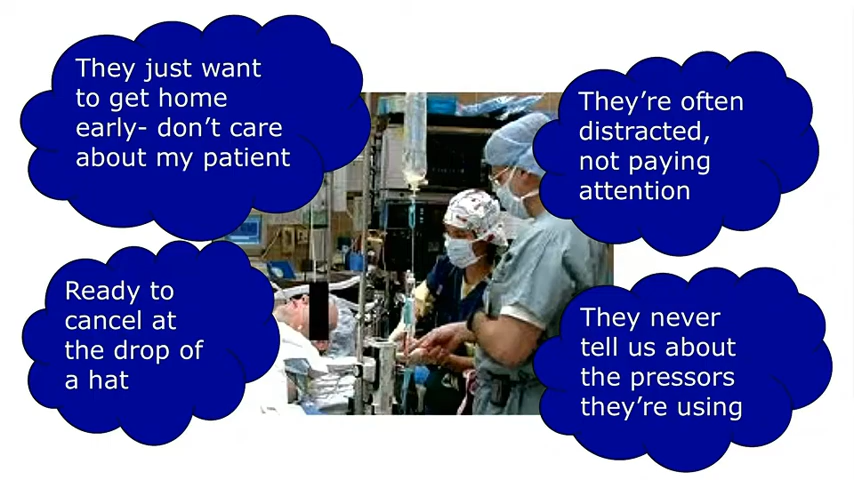 They just want
to get home
early- don’t care
about my patient
They’re often
distracted,
not paying
attention
Ready to
cancel at
the drop of
a hat
They never
tell us about
the pressors
they’re using